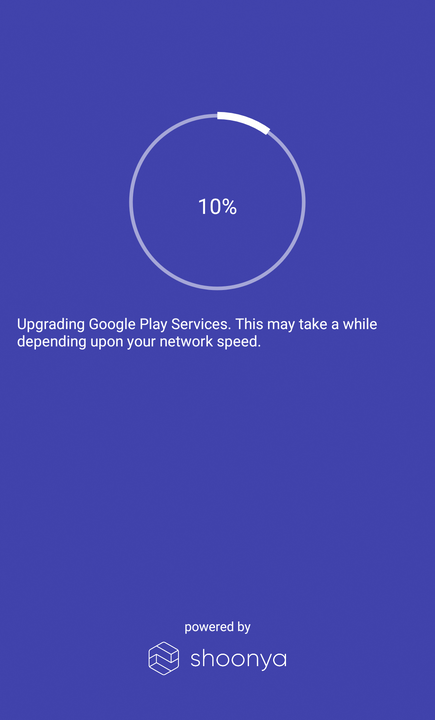 10%
Upgrading Google Play Services. This may take a while
depending upon your network speed.
powered by
shoonya